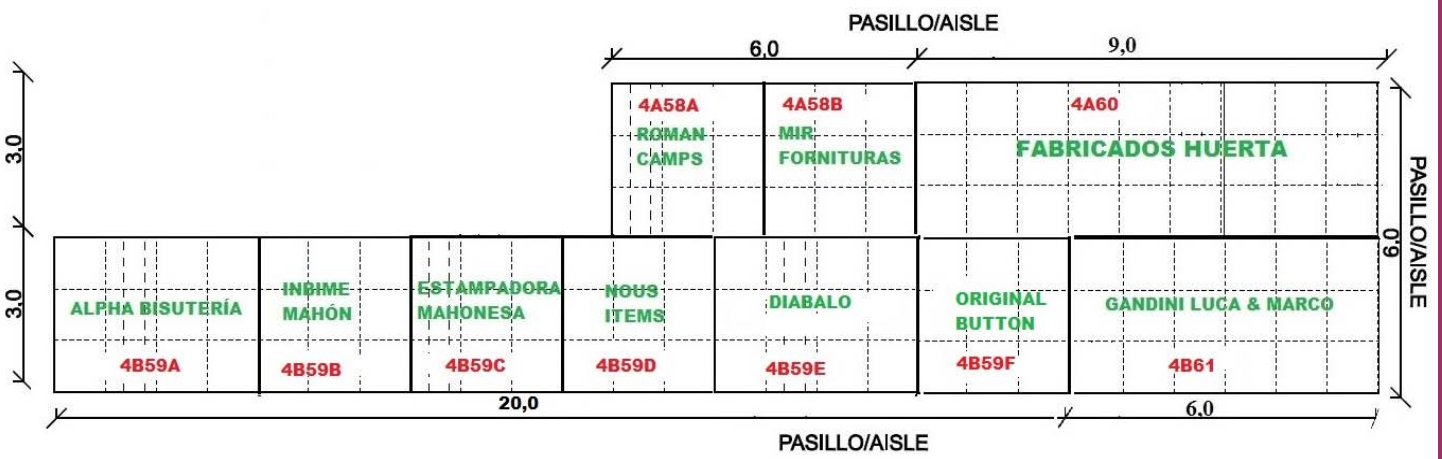 PASILLO/AISLE
6,0
9,0
4A58A
4A58B
4A60
ROMAN
CAMPS
MIR
FORNITURAS
FABRICADOS HUERTA
3,0
PASILLO/AISLE
6,0
3,0
ALPHA BISUTERÍA
INBIME
MAHÓN
ESTAMPADORA
MAHONESA
NOUS
ITEMS
DIABALO
ORIGINAL
BUTTON
GANDINI LUCA & MARCO
4B59A
4B59B
4B59C
4B59D
4B59E
4B59F
4B61
20,0
6,0
PASILLO/AISLE